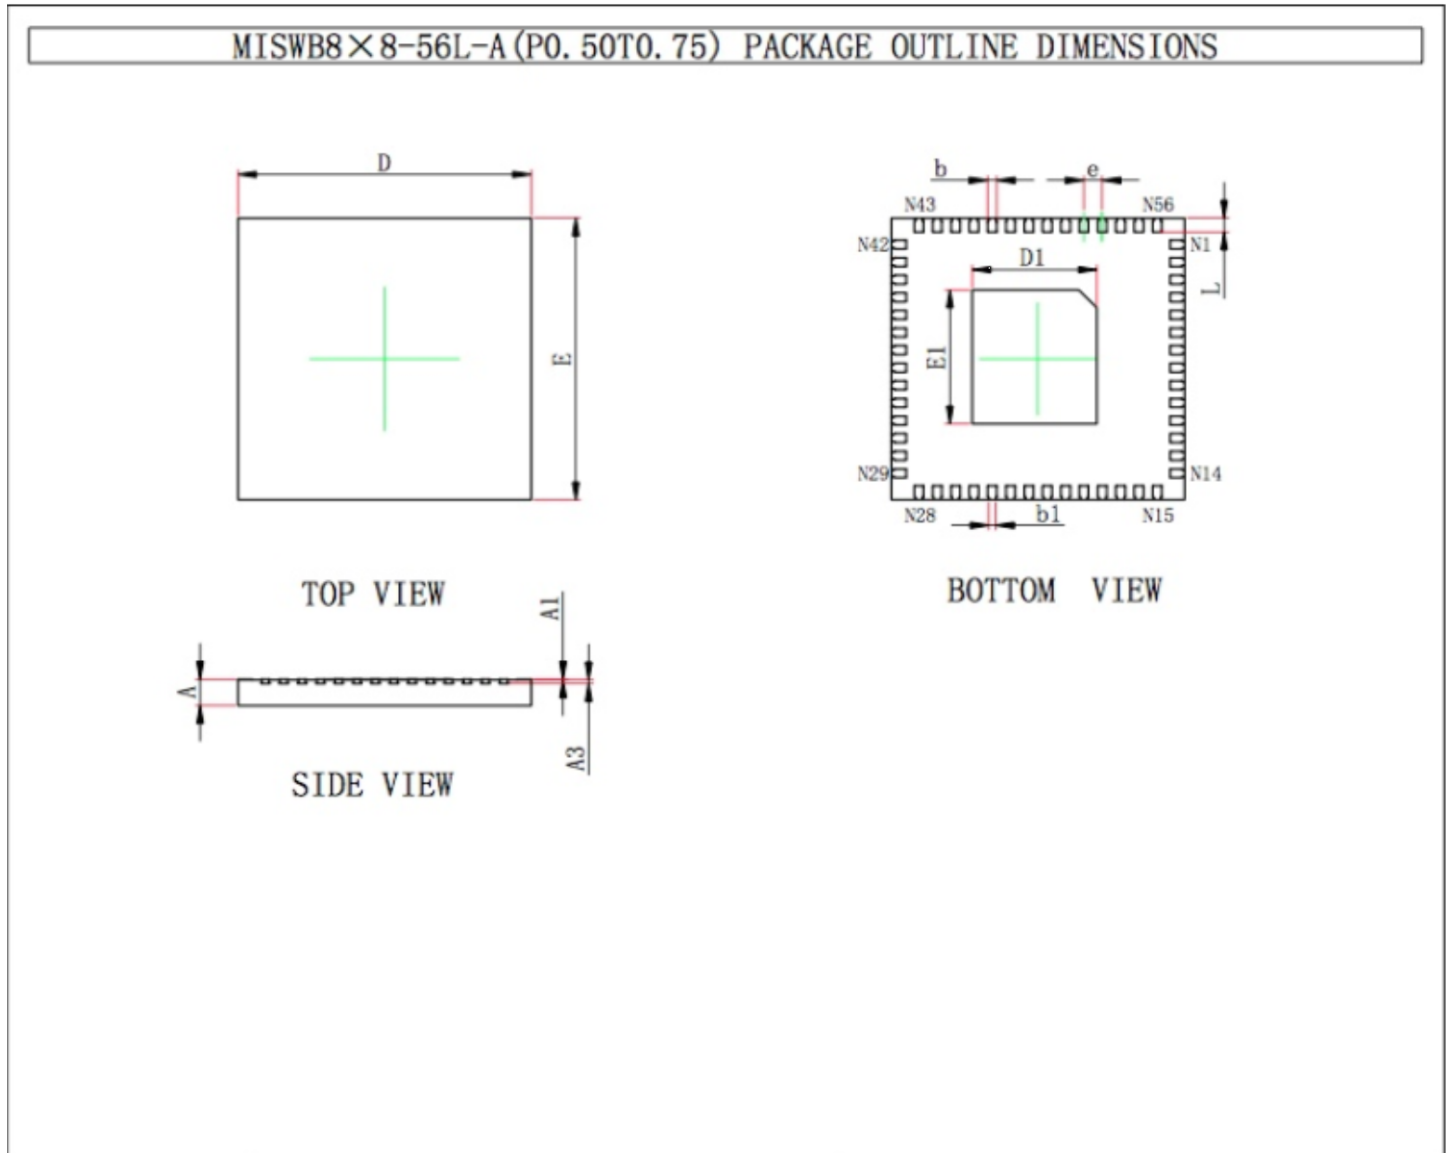 MISWB8×8-56L-A(P0.50T0.75) PACKAGE OUTLINE DIMENSIONS
D
E
TOP VIEW
b
e
N43
N56
N42
N1
D1
L
E1
N29
N14
N28
b1
N15
BOTTOM VIEW
A1
A
A3
SIDE VIEW